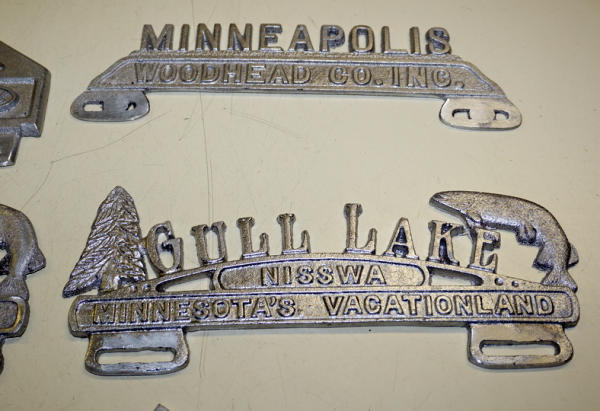 MINNEAPOLIS
WOODHEAD CO. INC.
GULL LAKE
NISSWA
MINNESOTA'S VACATIONLAND